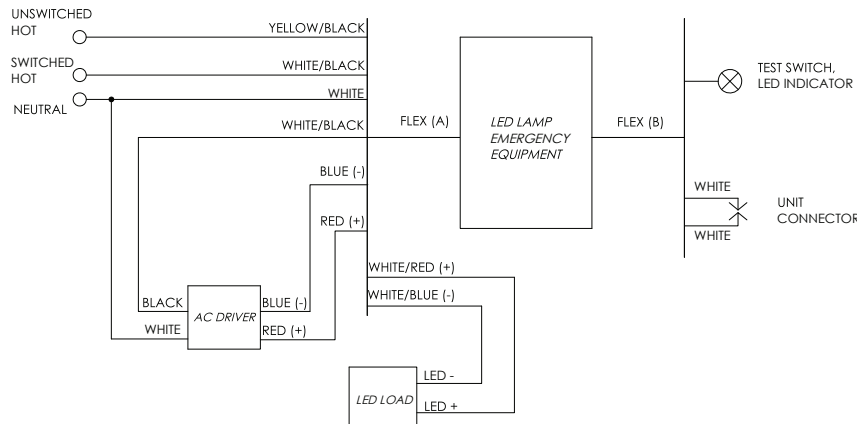 UNSWITCHED
HOT
YELLOW/BLACK
SWITCHED
HOT
WHITE/BLACK
NEUTRAL
WHITE
WHITE/BLACK
FLEX (A)
LED LAMP
EMERGENCY
EQUIPMENT
FLEX (B)
TEST SWITCH,
LED INDICATOR
BLUE (-)
RED (+)
WHITE
UNIT
CONNECTOR
WHITE
WHITE/RED (+)
WHITE/BLUE (-)
BLACK
AC DRIVER
BLUE (-)
WHITE
RED (+)
LED LOAD
LED -
LED +